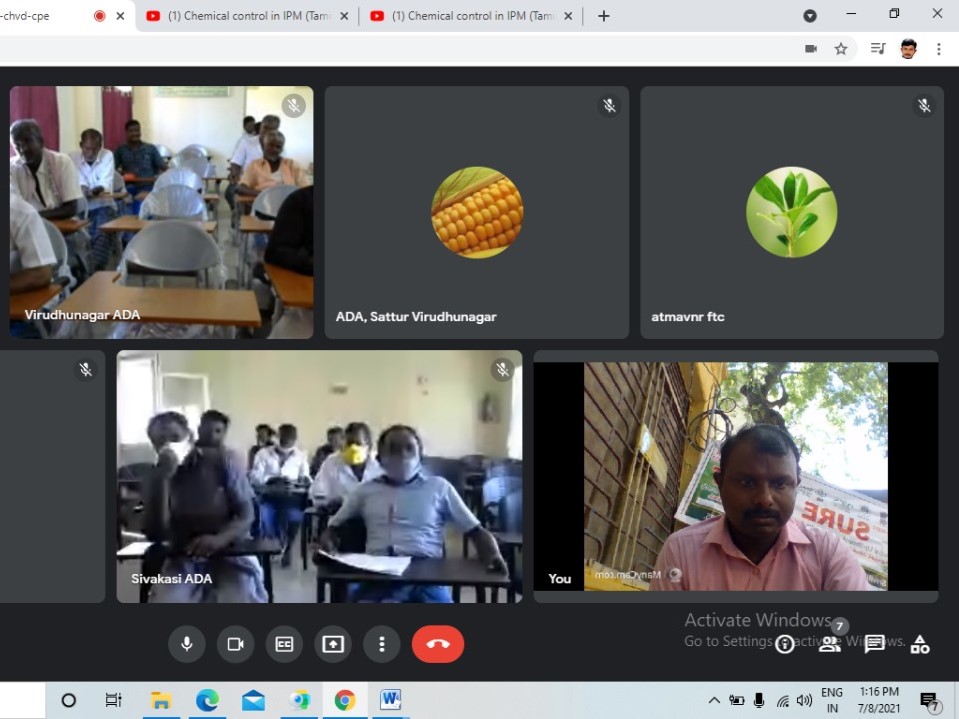 -chvd-cpe
(1) Chemical control in IPM (Tam
(1) Chemical control in IPM (Tam
Virudhunagar ADA
ADA, Sattur Virudhunagar
atmavnr ftc
Sivakasi ADA
You
ManyCam.com
SURE
Activate Windows
7
Go to Settings to activate Windows.
ENG
IN
1:16 PM
7/8/2021
7